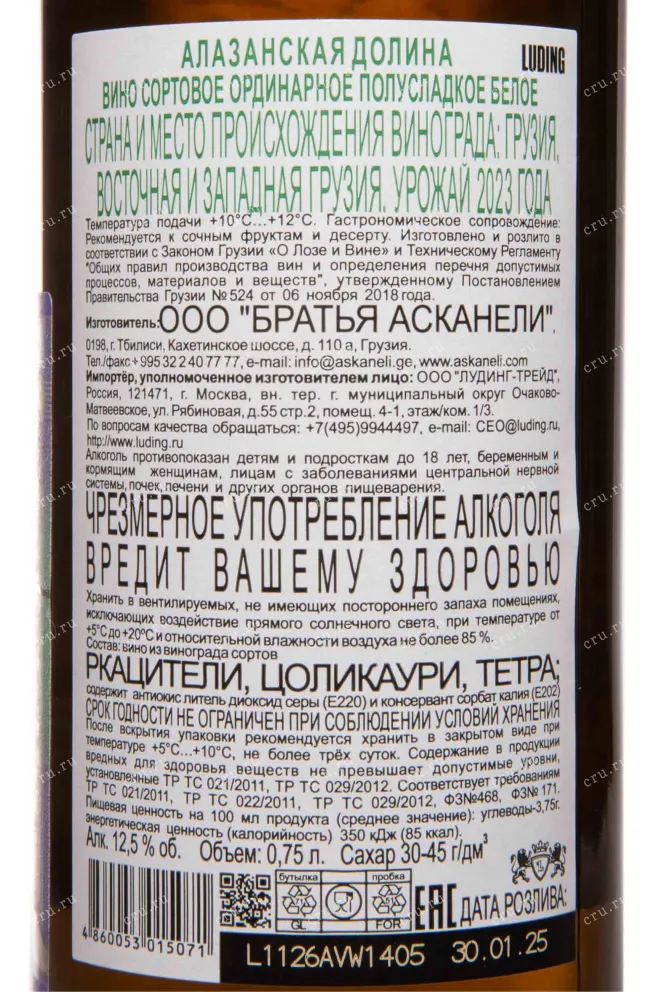 АЛАЗАНСКАЯ ДОЛИНА
LUDING
ВИНО СОРТОВОЕ ОРДИНАРНОЕ ПОЛУСЛАДКОЕ БЕЛОЕ
СТРАНА И МЕСТО ПРОИСХОЖДЕНИЯ ВИНОГРАДА: ГРУЗИЯ,
ВОСТОЧНАЯ И ЗАПАДНАЯ ГРУЗИЯ. УРОЖАЙ 2023 ГОДА
Температура подачи +10°С...+12°С. Гастрономическое сопровождение:
Рекомендуется к сочным фруктам и десерту. Изготовлено и розлито в
соответствии с Законом Грузии «О Лозе и Вине» и Техническому Регламенту
"Общих правил производства вин и определения перечня допустимых
процессов, материалов и веществ", утвержденному Постановлением
Правительства Грузии №524 от 06 ноября 2018 года.
Изготовитель: ООО "БРАТЬЯ АСКАНЕЛИ",
0198, г. Тбилиси, Кахетинское шоссе, д. 110 а, Грузия.
Тел./факс +995 32 2 40 77 77, e-mail: info@askaneli.ge, www.askaneli.com
Импортёр, уполномоченное изготовителем лицо: ООО "ЛУДИНГ-ТРЕЙД",
Россия, 121471, г. Москва, вн. тер. г. муниципальный округ Очаково-
Матвеевское, ул. Рябиновая, д.55 стр.2, помещ. 4-1, этаж/ком. 1/3.
По вопросам качества обращаться: +7(495)9944497, e-mail: CEO@luding.ru,
http://www.luding.ru
Алкоголь противопоказан детям и подросткам до 18 лет, беременным и
кормящим женщинам, лицам с заболеваниями центральной нервной
системы, почек, печени и других органов пищеварения.
ЧРЕЗМЕРНОЕ УПОТРЕБЛЕНИЕ АЛКОГОЛЯ
ВРЕДИТ ВАШЕМУ ЗДОРОВЬЮ
Хранить в вентилируемых, не имеющих постороннего запаха помещениях,
исключающих воздействие прямого солнечного света, при температуре от
+5°С до +20°С и относительной влажности воздуха не более 85 %.
Состав: вино из винограда сортов
РКАЦИТЕЛИ, ЦОЛИКАУРИ, ТЕТРА;
содержит антиокис литель диоксид серы (Е220) и консервант сорбат калия (Е202)
СРОК ГОДНОСТИ НЕ ОГРАНИЧЕН ПРИ СОБЛЮДЕНИИ УСЛОВИЙ ХРАНЕНИЯ
После вскрытия упаковки рекомендуется хранить в закрытом виде при
температуре +5°С...+10°С, не более трёх суток. Содержание в продукции
вредных для здоровья веществ не превышает допустимые уровни,
установленные ТР ТС 021/2011, ТР ТС 029/2012. Соответствует требованиям
ТР ТС 021/2011, ТР ТС 022/2011, ТР ТС 029/2012, ФЗ№468, ФЗ№ 171.
Пищевая ценность на 100 мл продукта (среднее значение): углеводы-3,75г.
энергетическая ценность (калорийность) 350 кДж (85 ккал).
Алк. 12,5 % об. Объем: 0,75 л. Сахар 30-45 г/дм³
бутылка
пробка
71
51
GL
FOR
EAC
ДАТА РОЗЛИВА:
4 860053 015071
L1126AVW1405 30.01.25
cru.ru